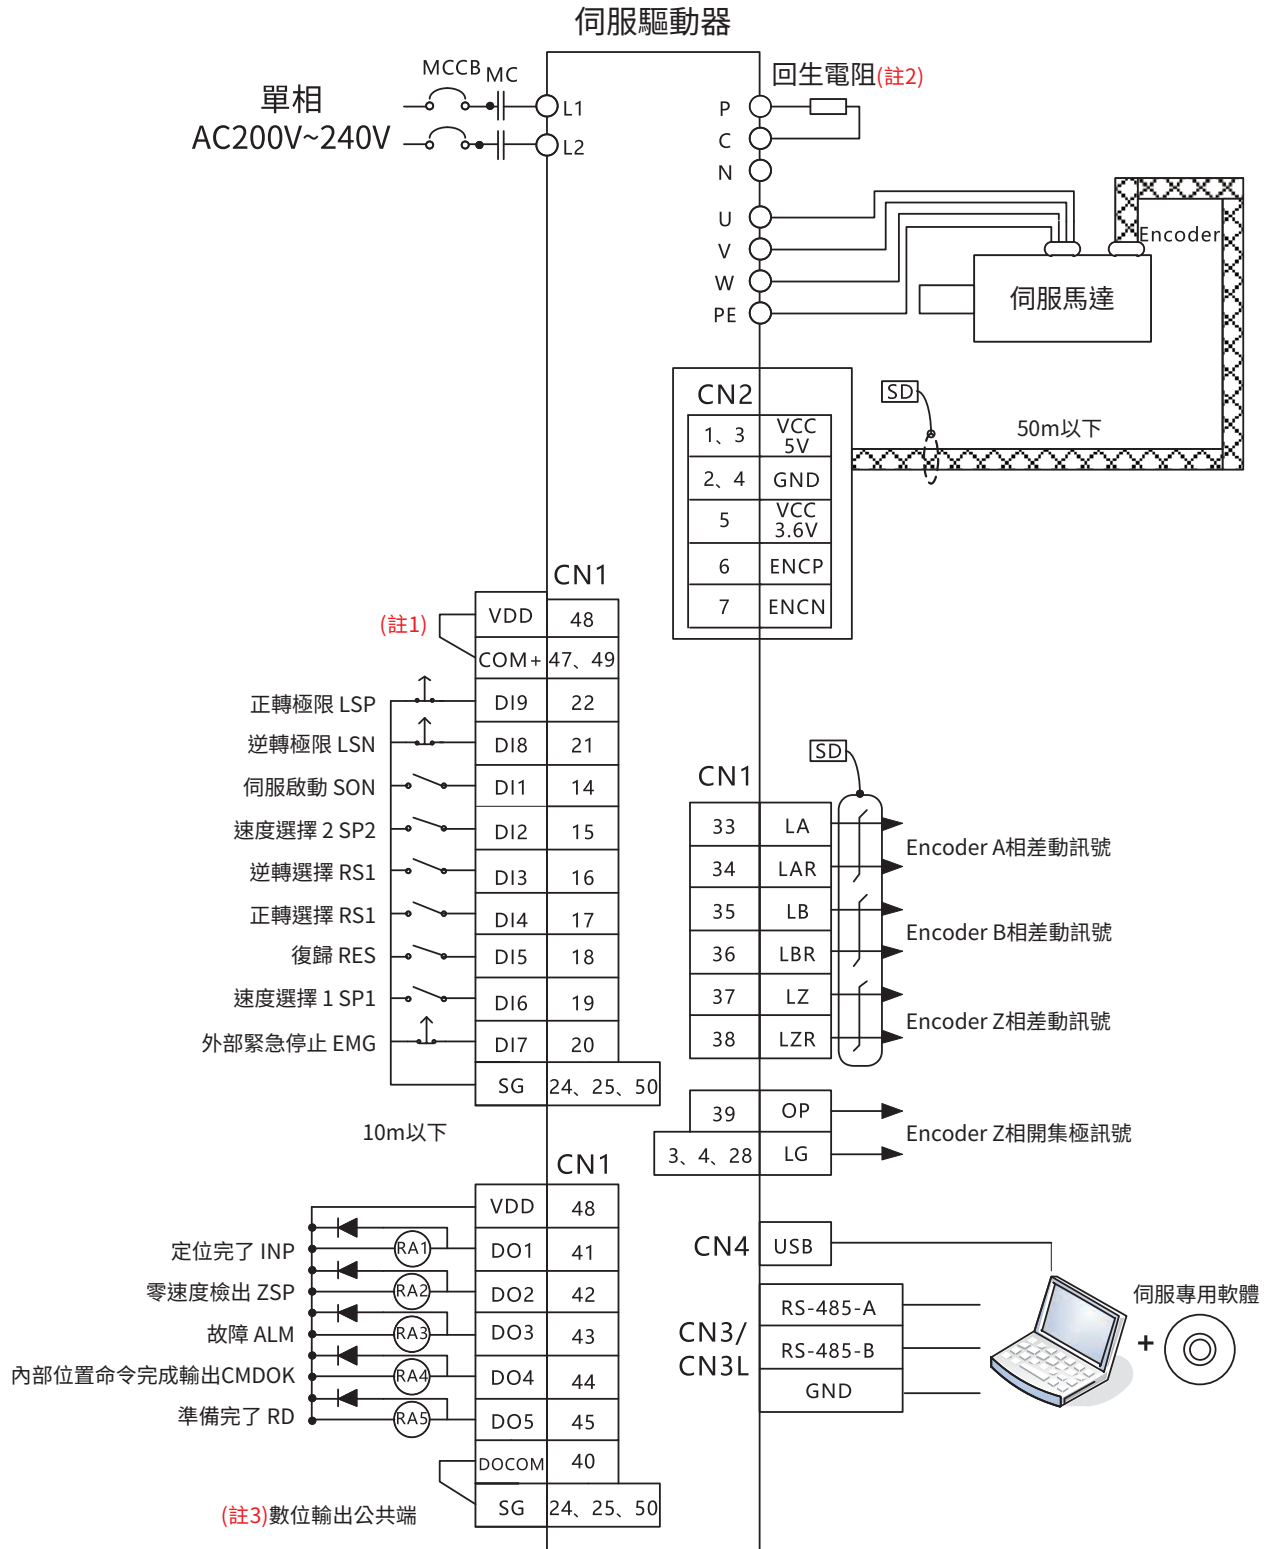 伺服驅動器
單相
AC200V~240V
MCCB
MC
L1
L2
回生電阻(註2)
P
C
N
U
V
W
PE
Encoder
伺服馬達
CN2
1、3 VCC 5V
2、4 GND
5 VCC 3.6V
6 ENCP
7 ENCN
SD
50m以下
CN1
(註1)
VDD 48
COM+ 47、49
正轉極限 LSP DI9 22
逆轉極限 LSN DI8 21
伺服啟動 SON DI1 14
速度選擇 2 SP2 DI2 15
逆轉選擇 RS1 DI3 16
正轉選擇 RS1 DI4 17
復歸 RES DI5 18
速度選擇 1 SP1 DI6 19
外部緊急停止 EMG DI7 20
SG 24、25、50
10m以下
CN1
SD
33 LA
34 LAR
Encoder A相差動訊號
35 LB
36 LBR
Encoder B相差動訊號
37 LZ
38 LZR
Encoder Z相差動訊號
39 OP
3、4、28 LG
Encoder Z相開集極訊號
CN1
VDD 48
定位完了 INP RA1 DO1 41
零速度檢出 ZSP RA2 DO2 42
故障 ALM RA3 DO3 43
內部位置命令完成輸出CMDOK RA4 DO4 44
準備完了 RD RA5 DO5 45
DOCOM 40
SG 24、25、50
(註3)數位輸出公共端
CN4 USB
CN3/
CN3L
RS-485-A
RS-485-B
GND
伺服專用軟體
+